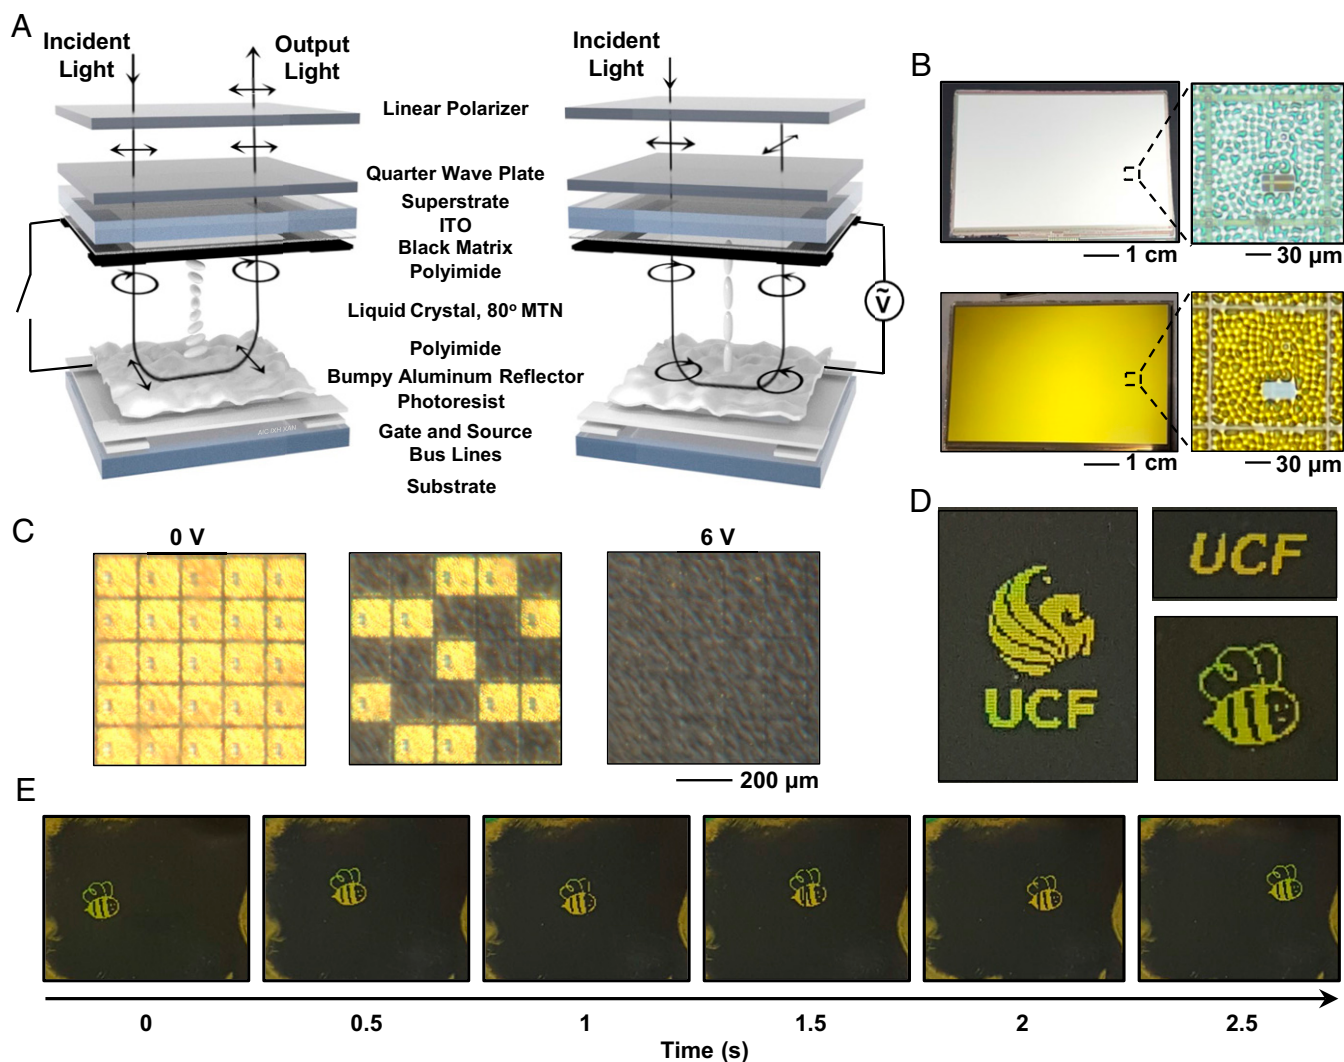 A
Incident
Light
Output
Light
Incident
Light
Linear Polarizer
Quarter Wave Plate
Superstrate
ITO
Black Matrix
Polyimide
Liquid Crystal, 80º MTN
Polyimide
Bumpy Aluminum Reflector
Photoresist
Gate and Source
Bus Lines
Substrate
Ṽ
B
1 cm
30 µm
1 cm
30 µm
C
0 V
6 V
200 µm
D
UCF
UCF
E
0
0.5
1
1.5
2
2.5
Time (s)